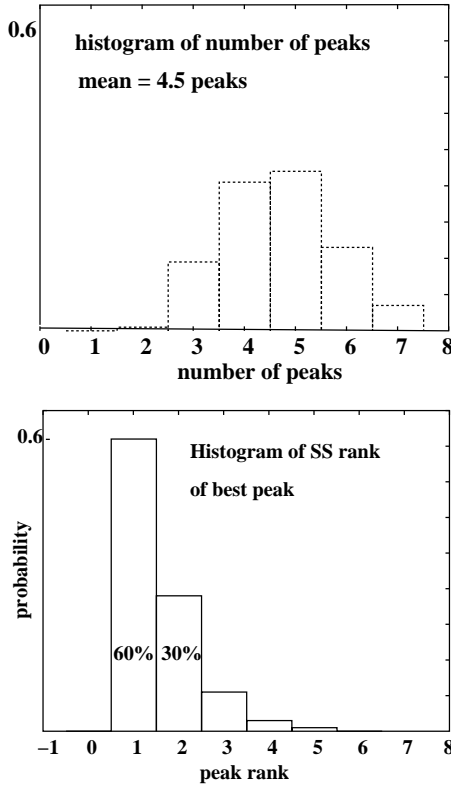 0.6
histogram of number of peaks
mean = 4.5 peaks
0 1 2 3 4 5 6 7 8
number of peaks
0.6
Histogram of SS rank
of best peak
probability
60% 30%
−1 0 1 2 3 4 5 6 7 8
peak rank